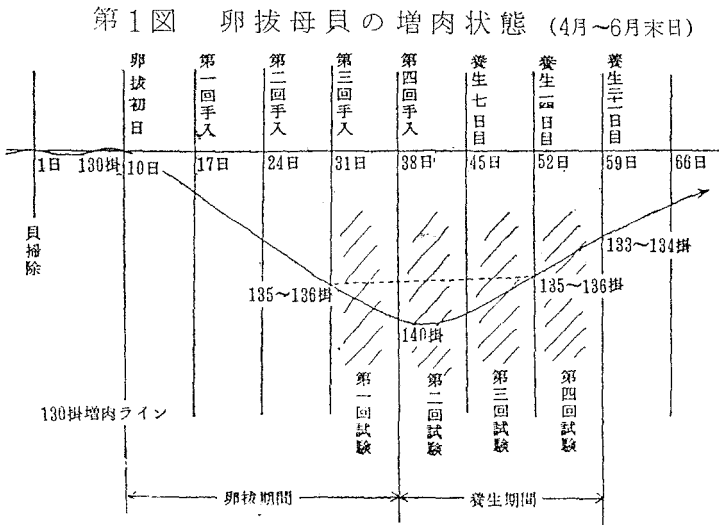 第1図 卵抜母貝の増肉状態 (4月~6月末日)
卵抜初日
第一回手入
第二回手入
第三回手入
第四回手入
養生七日目
養生一四日目
養生二十一日目
1日
130掛
10日
17日
24日
31日
38日
45日
52日
59日
66日
貝掃除
133~134掛
135~136掛
135~136掛
140掛
第一回試験
第二回試験
第三回試験
第四回試験
130掛増肉ライン
卵抜期間
養生期間